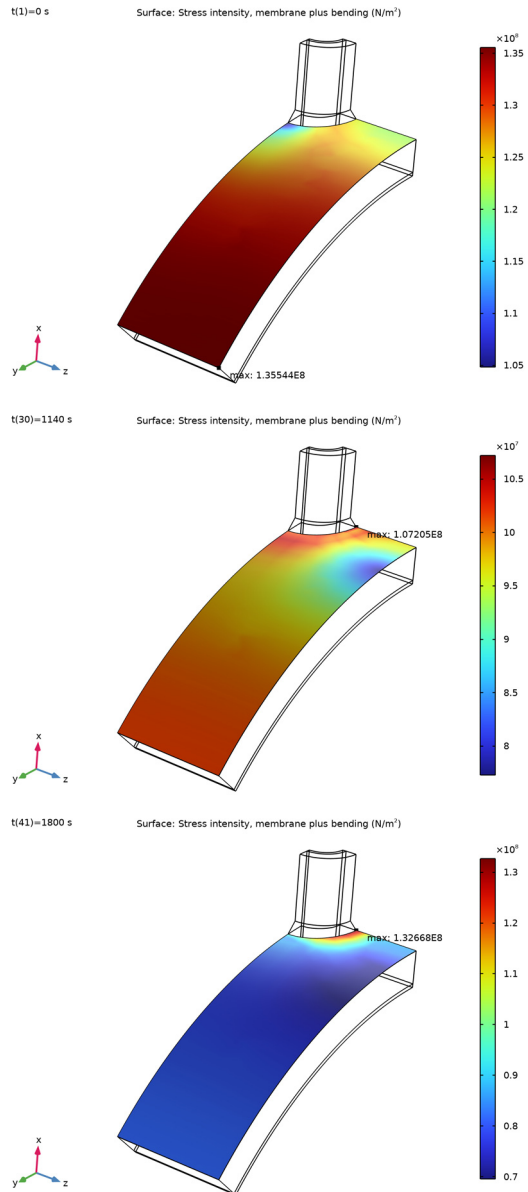 t(1)=0 s Surface: Stress intensity, membrane plus bending (N/m²)
×10⁸
1.35
1.3
1.25
1.2
1.15
1.1
1.05
x
y z
max: 1.35544E8
t(30)=1140 s Surface: Stress intensity, membrane plus bending (N/m²)
×10⁷
10.5
10
9.5
9
8.5
8
max: 1.07205E8
x
y z
t(41)=1800 s Surface: Stress intensity, membrane plus bending (N/m²)
×10⁸
1.3
1.2
1.1
1
0.9
0.8
0.7
max: 1.32668E8
x
y z